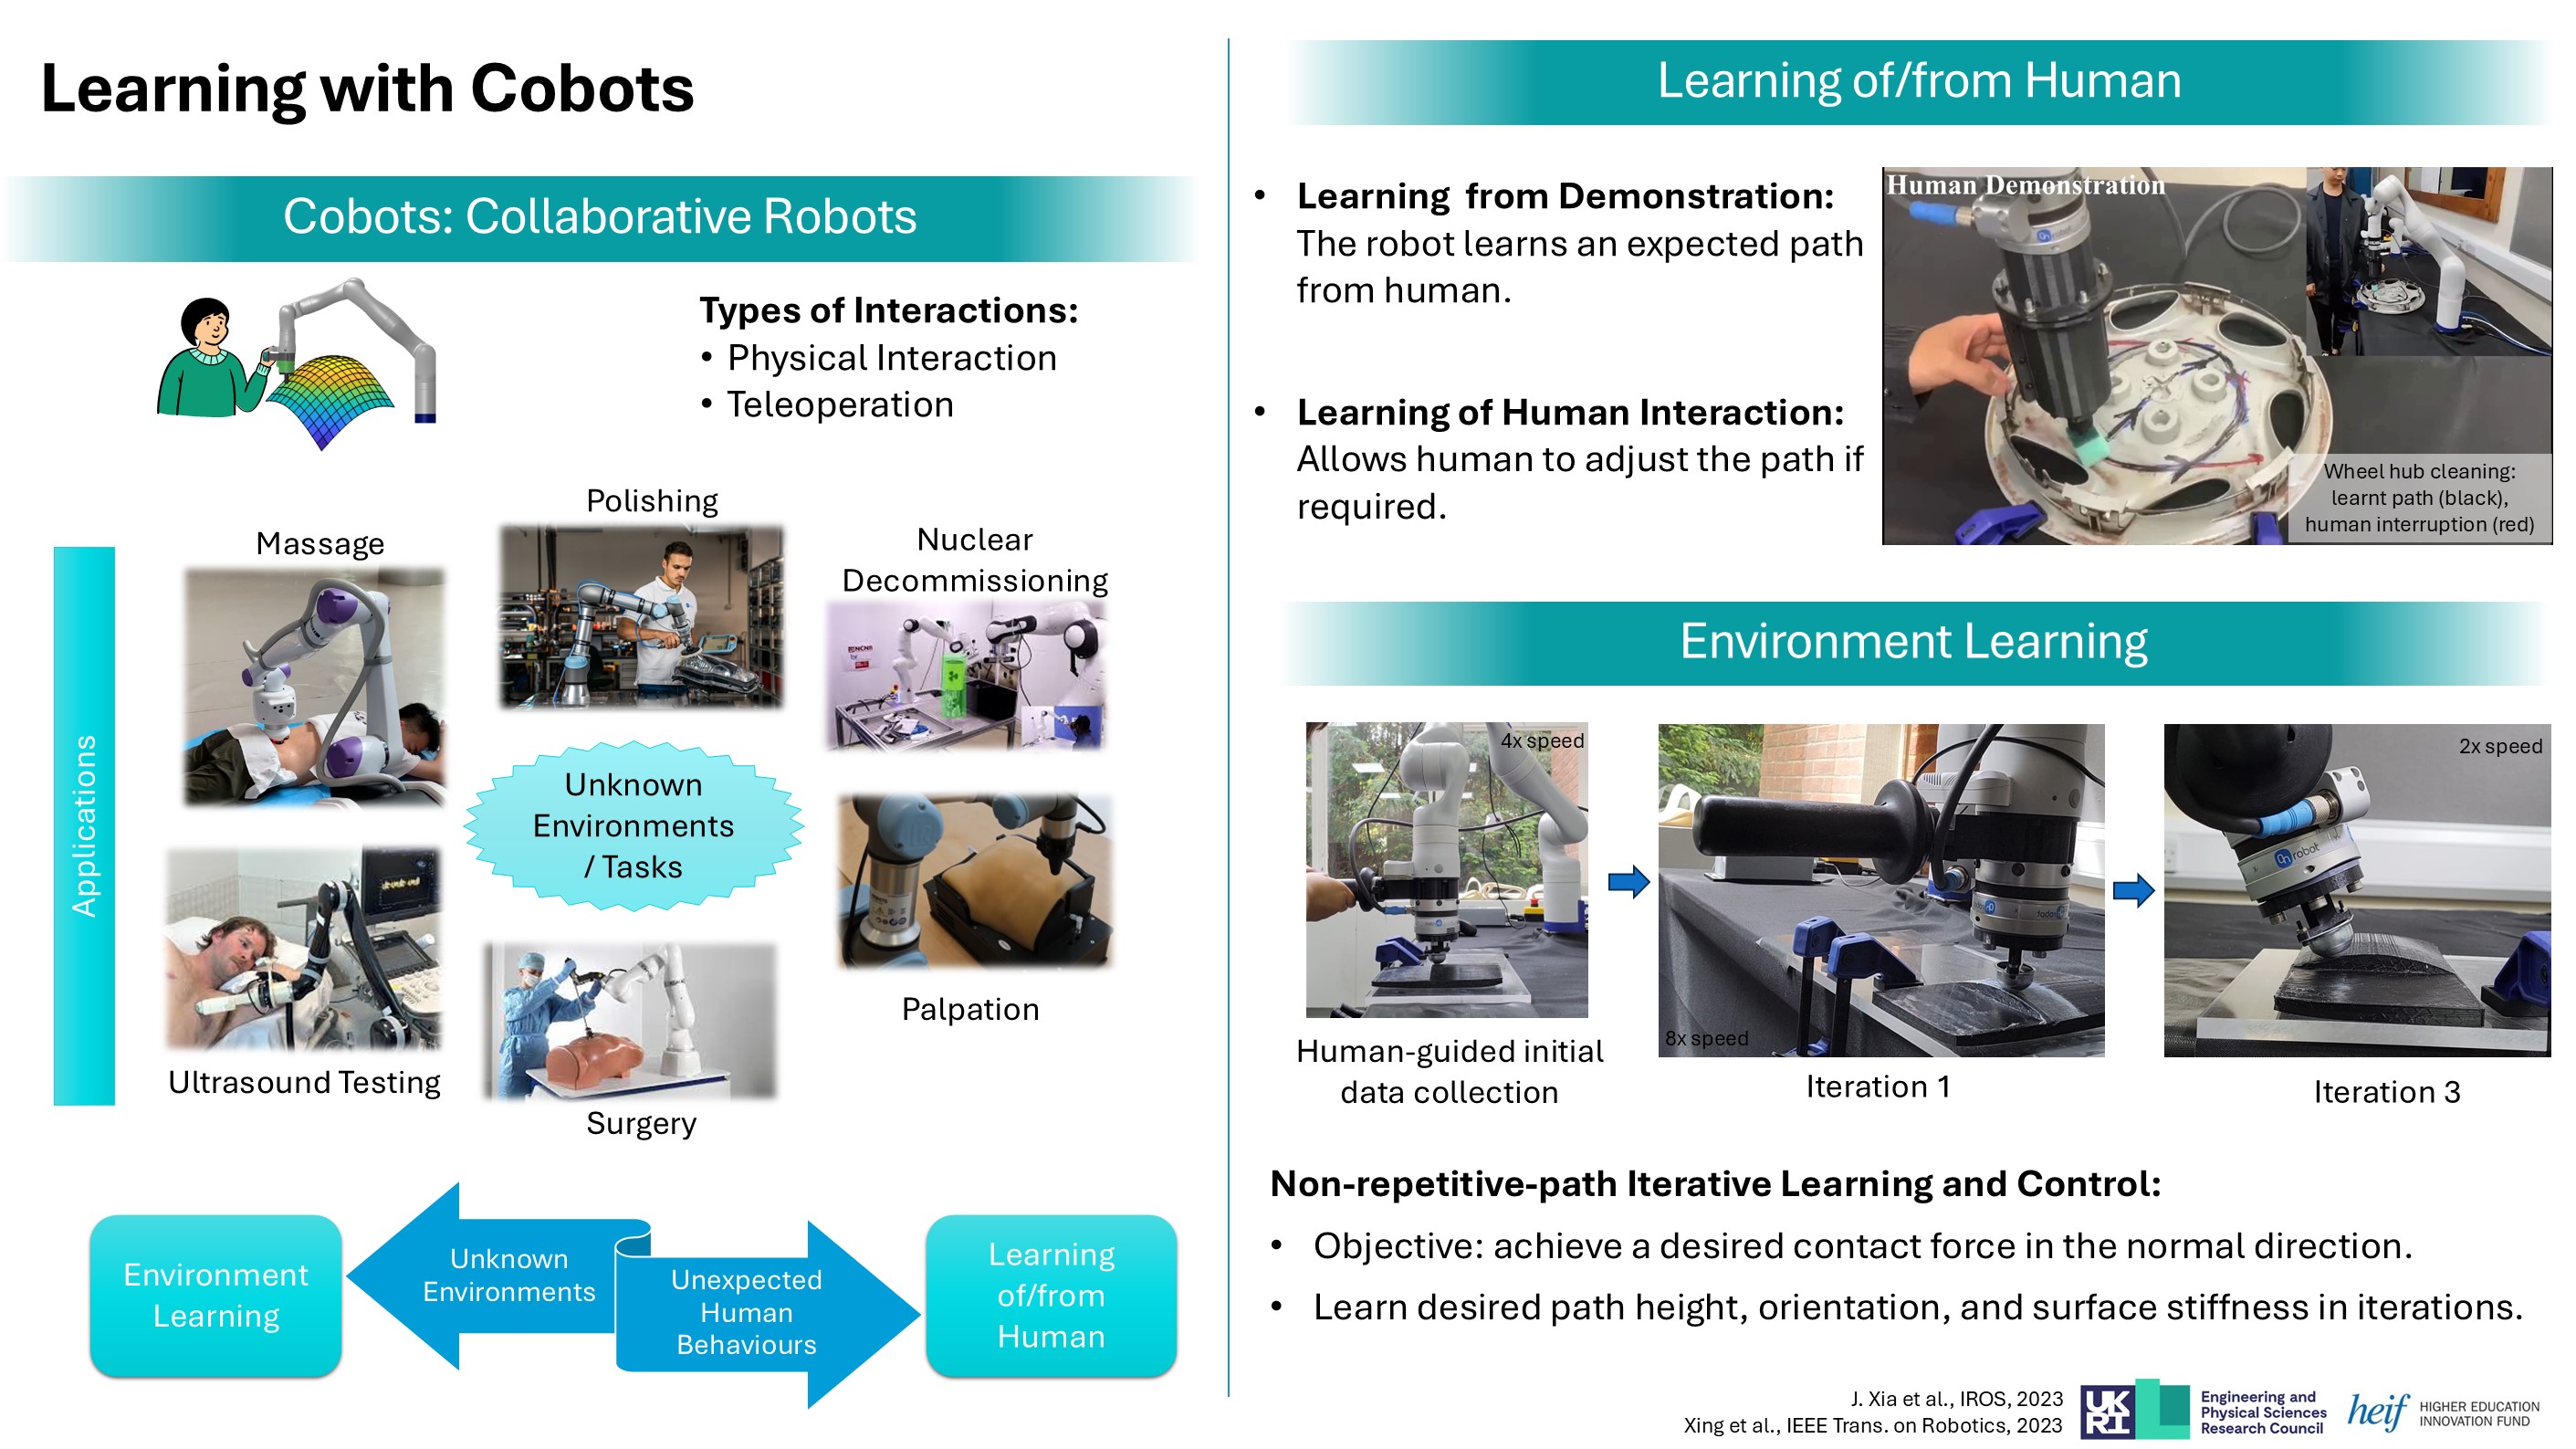 Learning with Cobots
Cobots: Collaborative Robots
Types of Interactions:
• Physical Interaction
• Teleoperation
Applications
Massage
Polishing
Nuclear
Decommissioning
Unknown
Environments
/ Tasks
Ultrasound Testing
Surgery
Palpation
Environment
Learning
Unknown
Environments
Unexpected
Human
Behaviours
Learning
of/from
Human
Learning of/from Human
• Learning from Demonstration:
The robot learns an expected path
from human.
• Learning of Human Interaction:
Allows human to adjust the path if
required.
Human Demonstration
Wheel hub cleaning:
learnt path (black),
human interruption (red)
Environment Learning
4x speed
Human-guided initial
data collection
8x speed
Iteration 1
2x speed
OnRobot
Iteration 3
Non-repetitive-path Iterative Learning and Control:
• Objective: achieve a desired contact force in the normal direction.
• Learn desired path height, orientation, and surface stiffness in iterations.
J. Xia et al., IROS, 2023
Xing et al., IEEE Trans. on Robotics, 2023
UK
RI
Engineering and
Physical Sciences
Research Council
heif
HIGHER EDUCATION
INNOVATION FUND